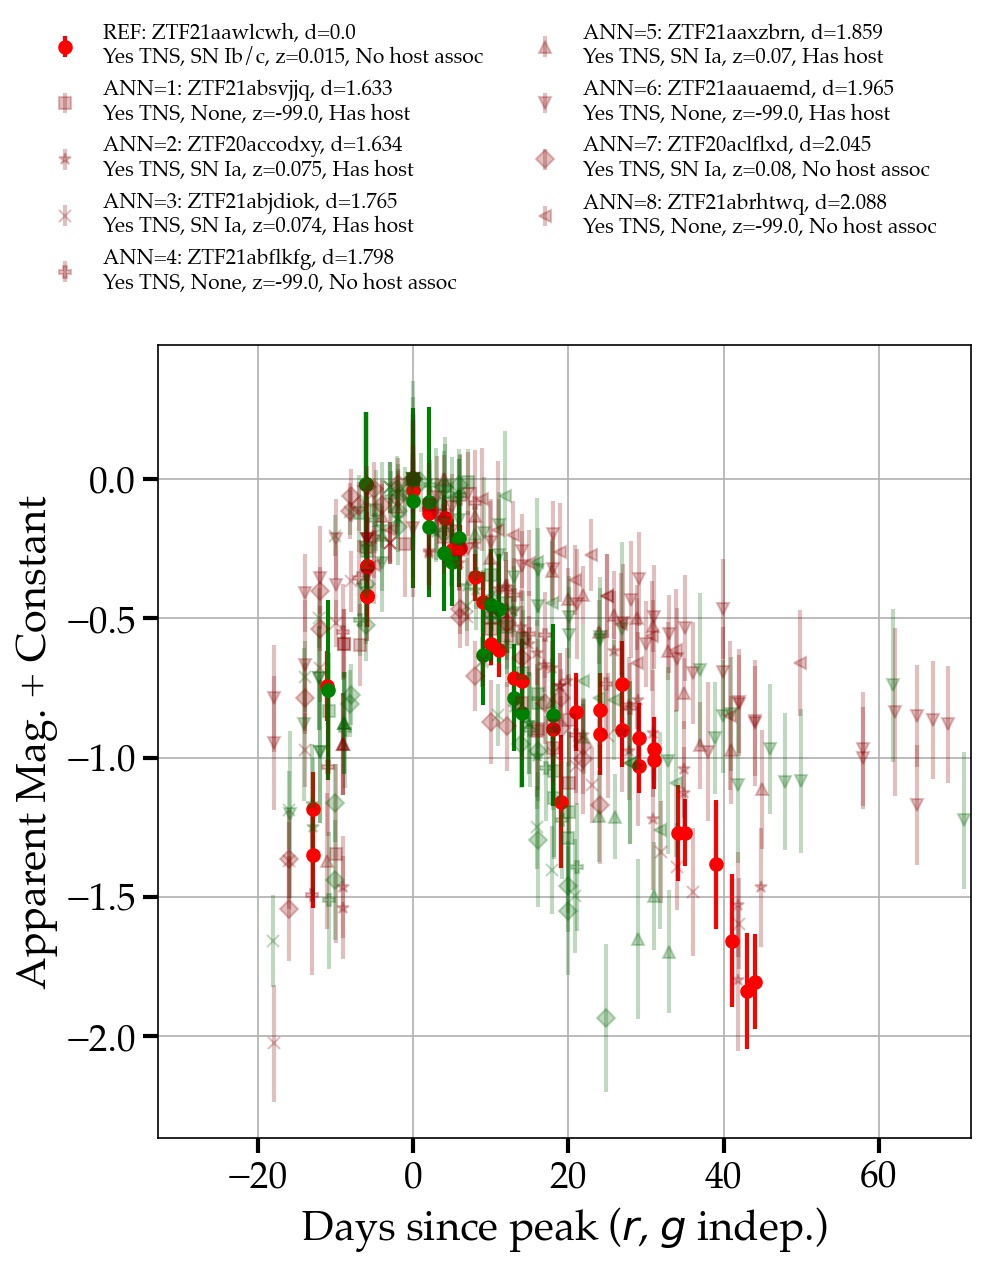 REF: ZTF21aawlcwh, d=0.0
Yes TNS, SN Ib/c, z=0.015, No host assoc
ANN=1: ZTF21absvjjq, d=1.633
Yes TNS, None, z=-99.0, Has host
ANN=2: ZTF20accodxy, d=1.634
Yes TNS, SN Ia, z=0.075, Has host
ANN=3: ZTF21abjdiok, d=1.765
Yes TNS, SN Ia, z=0.074, Has host
ANN=4: ZTF21abflkfg, d=1.798
Yes TNS, None, z=-99.0, No host assoc
ANN=5: ZTF21aaxzbrn, d=1.859
Yes TNS, SN Ia, z=0.07, Has host
ANN=6: ZTF21aauaemd, d=1.965
Yes TNS, None, z=-99.0, Has host
ANN=7: ZTF20aclflxd, d=2.045
Yes TNS, SN Ia, z=0.08, No host assoc
ANN=8: ZTF21abrhtwq, d=2.088
Yes TNS, None, z=-99.0, No host assoc
Apparent Mag. + Constant
0.0
−0.5
−1.0
−1.5
−2.0
−20
0
20
40
60
Days since peak (r, g indep.)